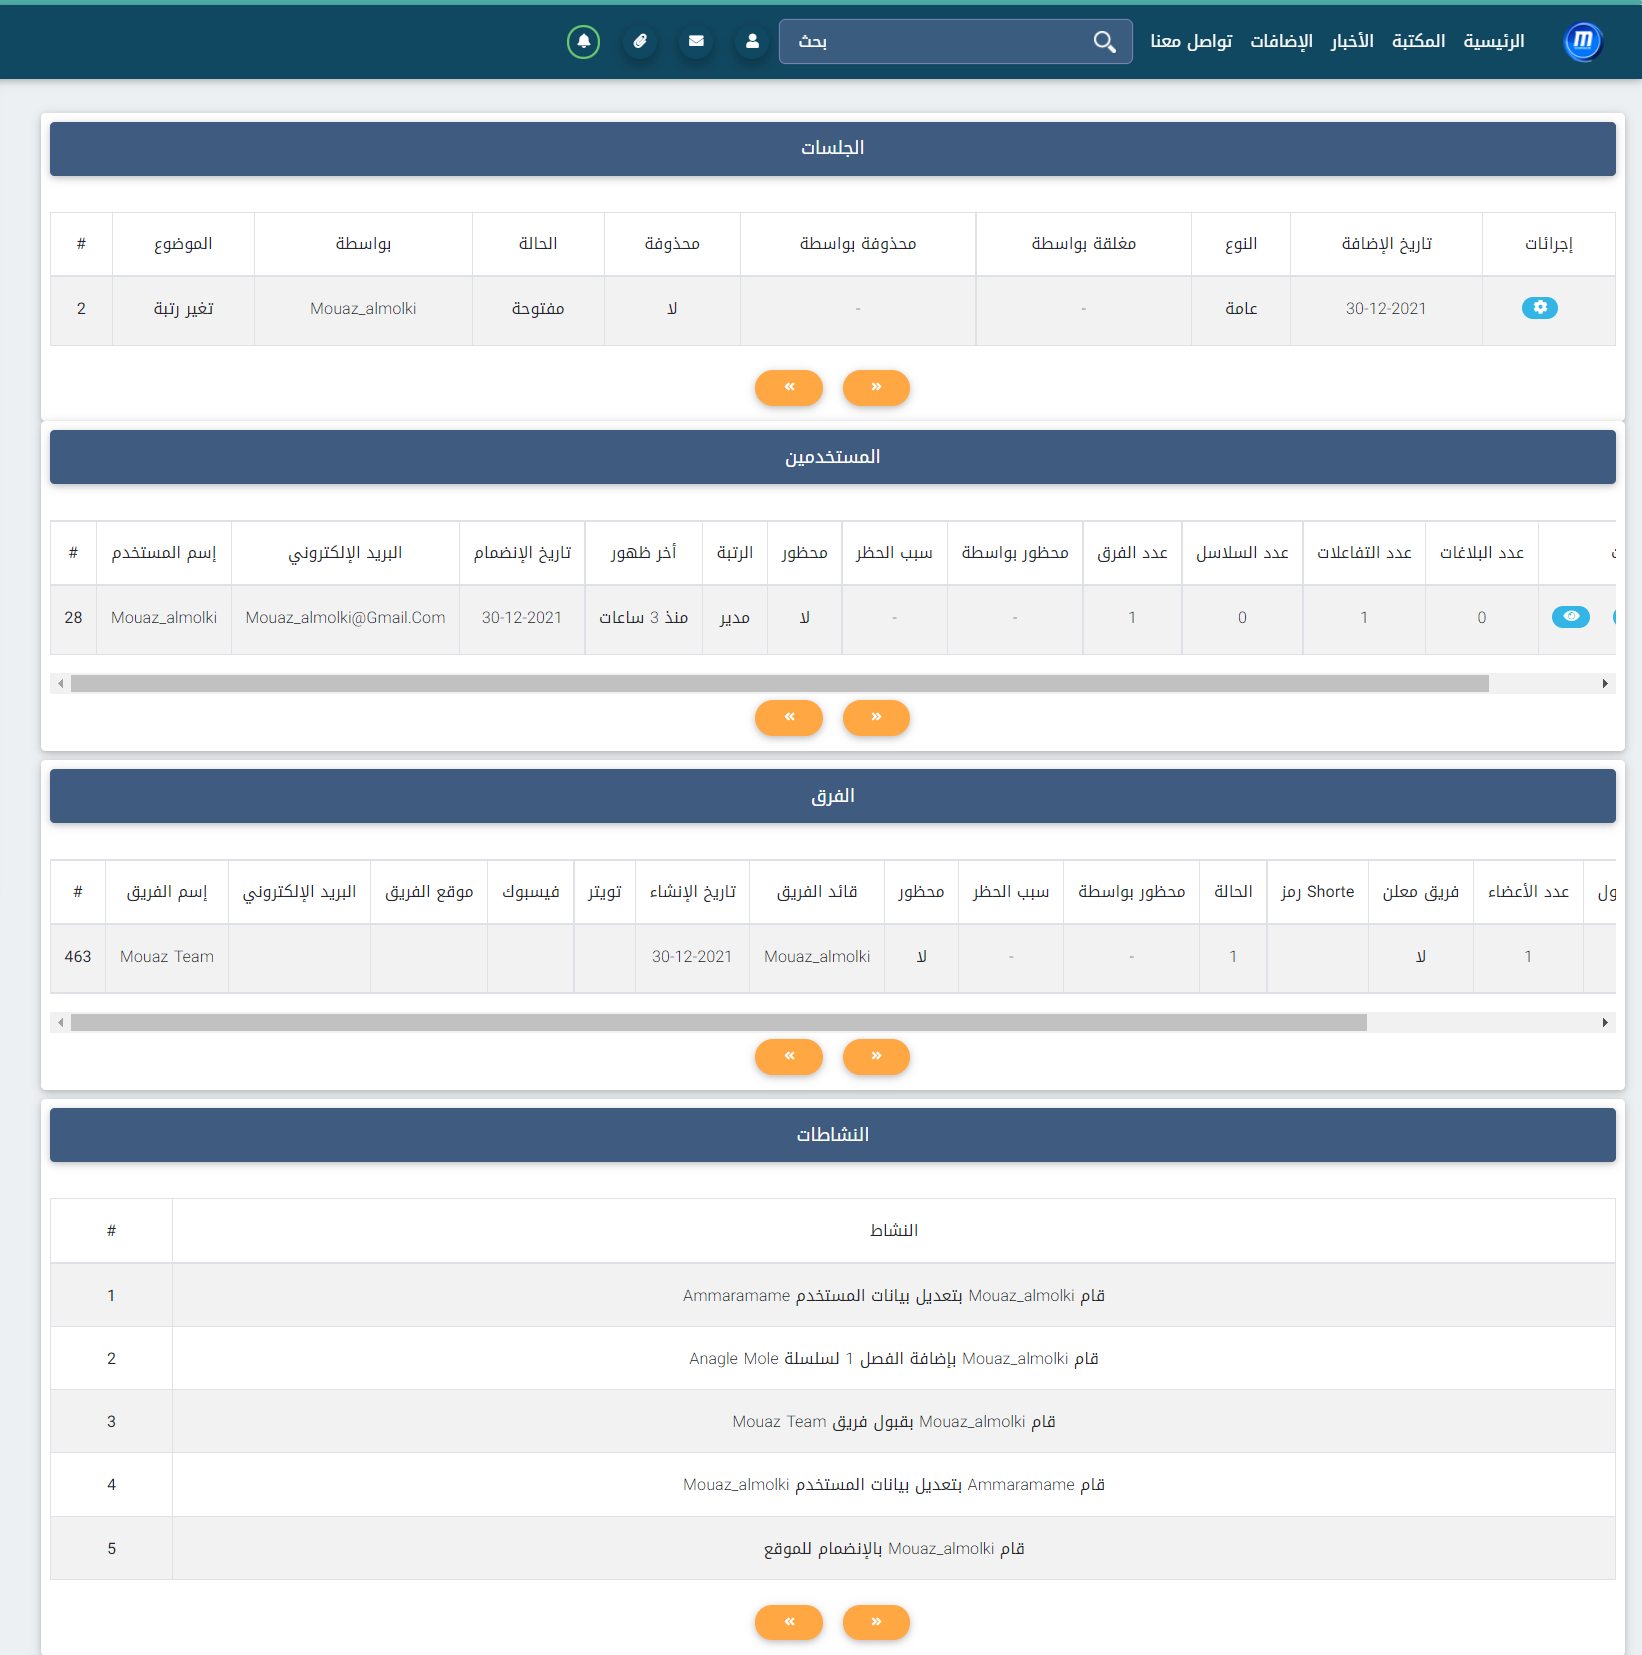 الرئيسية المكتبة الأخبار الإضافات تواصل معنا بحث
الجلسات
# الموضوع بواسطة الحالة محذوفة محذوفة بواسطة مغلقة بواسطة النوع تاريخ الإضافة إجرائات
2 تغير رتبة Mouaz_almolki مفتوحة لا - - عامة 30-12-2021
« »
المستخدمين
# إسم المستخدم البريد الإلكتروني تاريخ الإنضمام أخر ظهور الرتبة محظور سبب الحظر محظور بواسطة عدد الفرق عدد السلاسل عدد التفاعلات عدد البلاغات
28 Mouaz_almolki Mouaz_almolki@Gmail.Com 30-12-2021 منذ 3 ساعات مدير لا - - 1 0 1 0
« »
الفرق
# إسم الفريق البريد الإلكتروني موقع الفريق فيسبوك تويتر تاريخ الإنشاء قائد الفريق محظور سبب الحظر محظور بواسطة الحالة رمز Shorte فريق معلن عدد الأعضاء ول
463 Mouaz Team 30-12-2021 Mouaz_almolki لا - - 1 لا 1
« »
النشاطات
# النشاط
1 قام Mouaz_almolki بتعديل بيانات المستخدم Ammaramame
2 قام Mouaz_almolki بإضافة الفصل 1 لسلسلة Anagle Mole
3 قام Mouaz_almolki بقبول فريق Mouaz Team
4 قام Ammaramame بتعديل بيانات المستخدم Mouaz_almolki
5 قام Mouaz_almolki بالإنضمام للموقع
« »